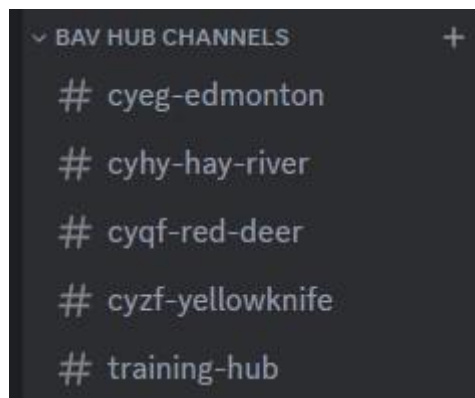 BAV HUB CHANNELS +
# cyeg-edmonton
# cyhy-hay-river
# cyqf-red-deer
# cyzf-yellowknife
# training-hub